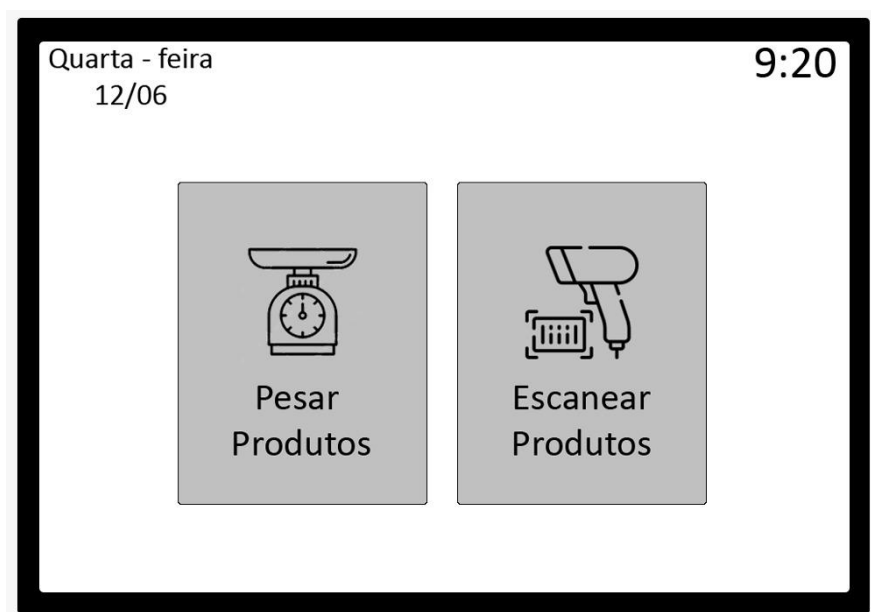 Quarta - feira
12/06
9:20
Pesar
Produtos
Escanear
Produtos